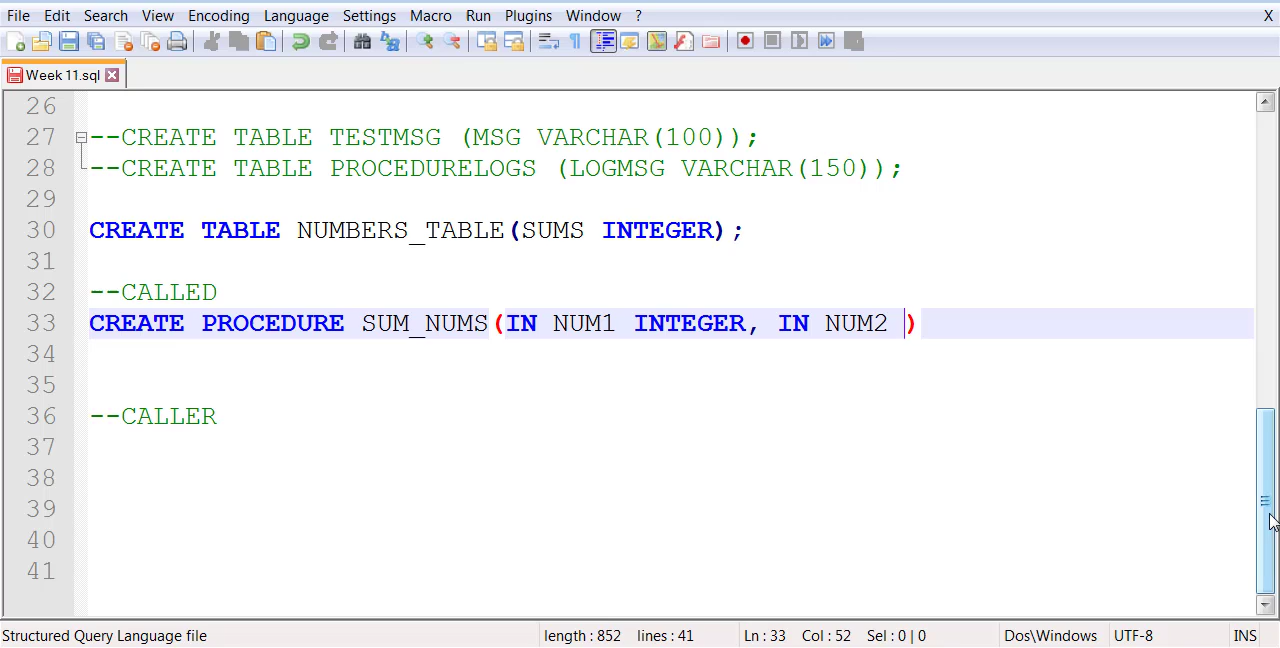 File Edit Search View Encoding Language Settings Macro Run Plugins Window ? X
Week 11.sql
26
27 --CREATE TABLE TESTMSG (MSG VARCHAR(100));
28 --CREATE TABLE PROCEDURELOGS (LOGMSG VARCHAR(150));
29
30 CREATE TABLE NUMBERS_TABLE(SUMS INTEGER);
31
32 --CALLED
33 CREATE PROCEDURE SUM_NUMS(IN NUM1 INTEGER, IN NUM2 )
34
35
36 --CALLER
37
38
39
40
41
Structured Query Language file length : 852 lines : 41 Ln : 33 Col : 52 Sel : 0 | 0 Dos\Windows UTF-8 INS